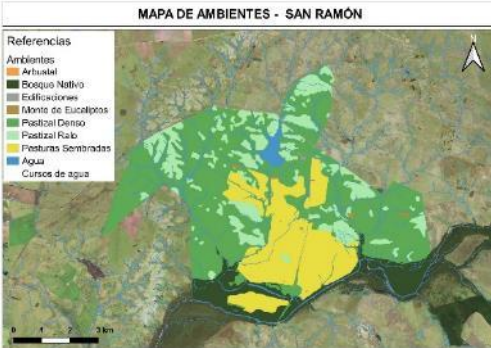 MAPA DE AMBIENTES - SAN RAMÓN
Referencias
Ambientes
Arbustal
Bosque Nativo
Edificaciones
Monte de Eucaliptos
Pastizal Denso
Pastizal Ralo
Pasturas Sembradas
Agua
Cursos de agua
N
0 1 2 3 km